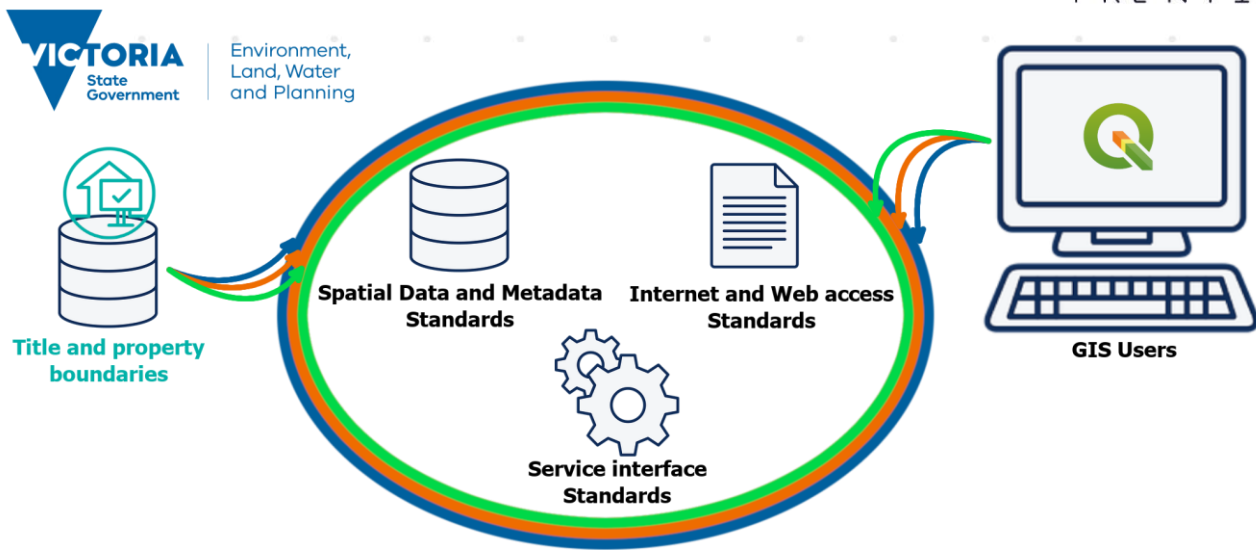 VICTORIA
State
Government
Environment,
Land, Water
and Planning
Spatial Data and Metadata
Standards
Internet and Web access
Standards
Title and property
boundaries
GIS Users
Service interface
Standards